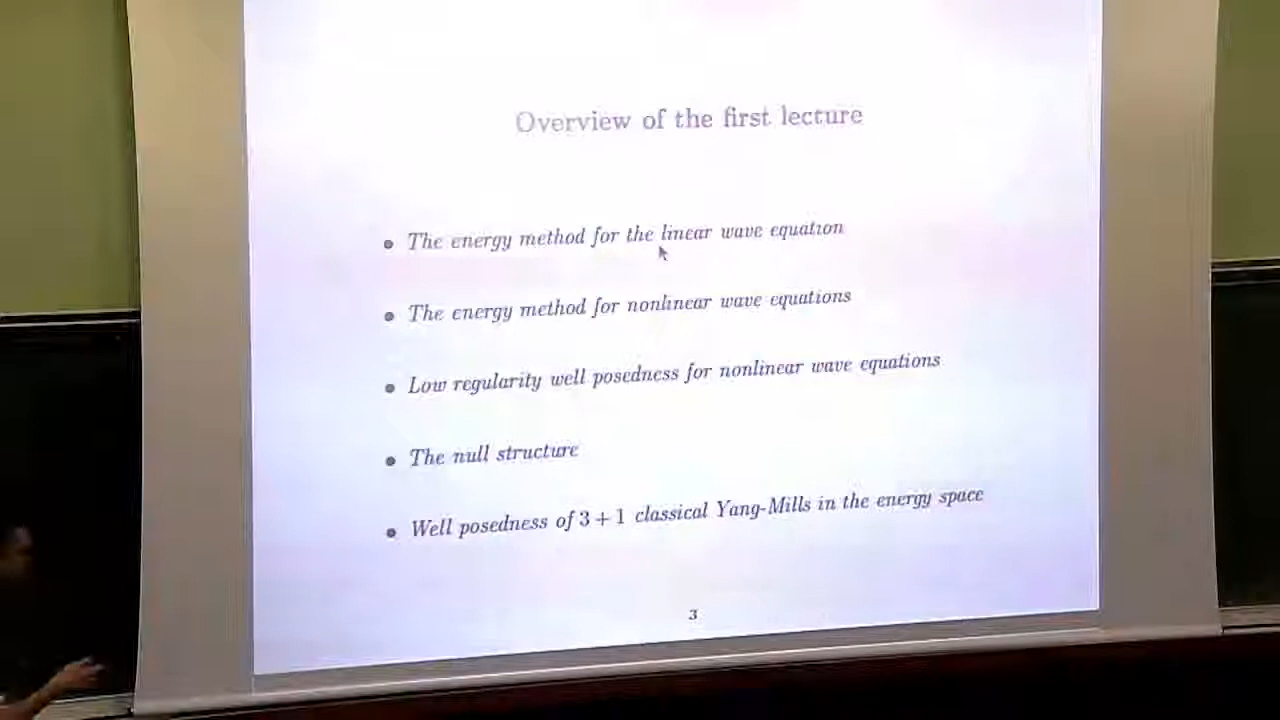 Overview of the first lecture
• The energy method for the linear wave equation
• The energy method for nonlinear wave equations
• Low regularity well posedness for nonlinear wave equations
• The null structure
• Well posedness of 3 + 1 classical Yang-Mills in the energy space
3